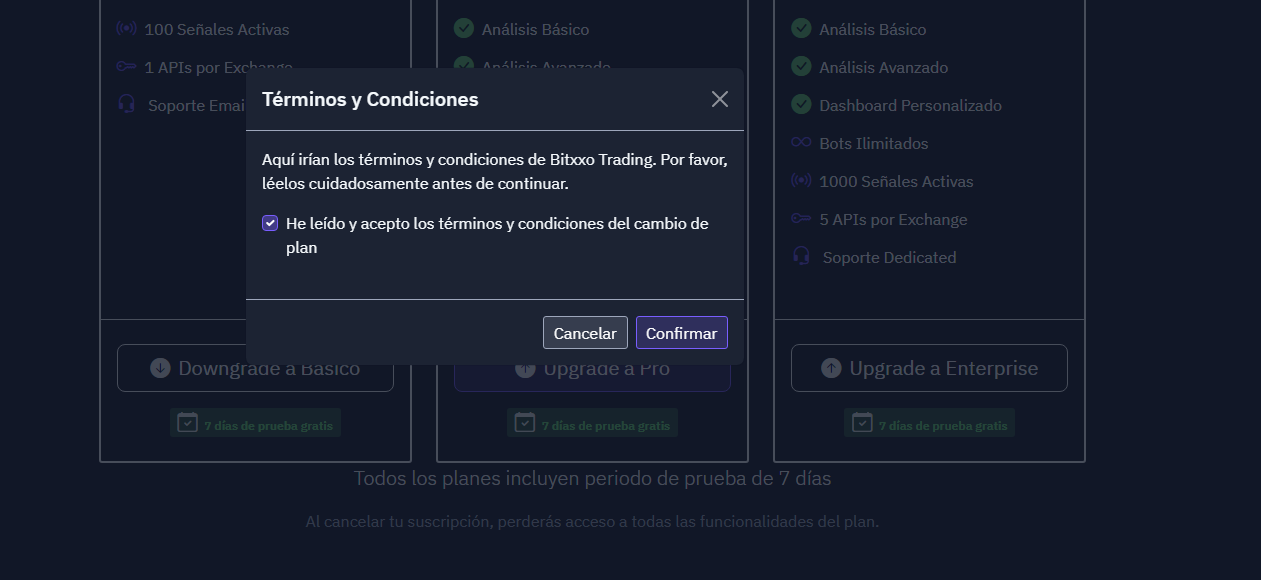 100 Señales Activas
1 APIs por Exchange
Soporte Emai
Análisis Básico
Análisis Avanzado
Análisis Básico
Análisis Avanzado
Dashboard Personalizado
Bots Ilimitados
1000 Señales Activas
5 APIs por Exchange
Soporte Dedicated
Términos y Condiciones
Aquí irían los términos y condiciones de Bitxxo Trading. Por favor,
léelos cuidadosamente antes de continuar.
He leído y acepto los términos y condiciones del cambio de
plan
Cancelar
Confirmar
Downgrade a Básico
Upgrade a Pro
Upgrade a Enterprise
7 días de prueba gratis
7 días de prueba gratis
7 días de prueba gratis
Todos los planes incluyen periodo de prueba de 7 días
Al cancelar tu suscripción, perderás acceso a todas las funcionalidades del plan.